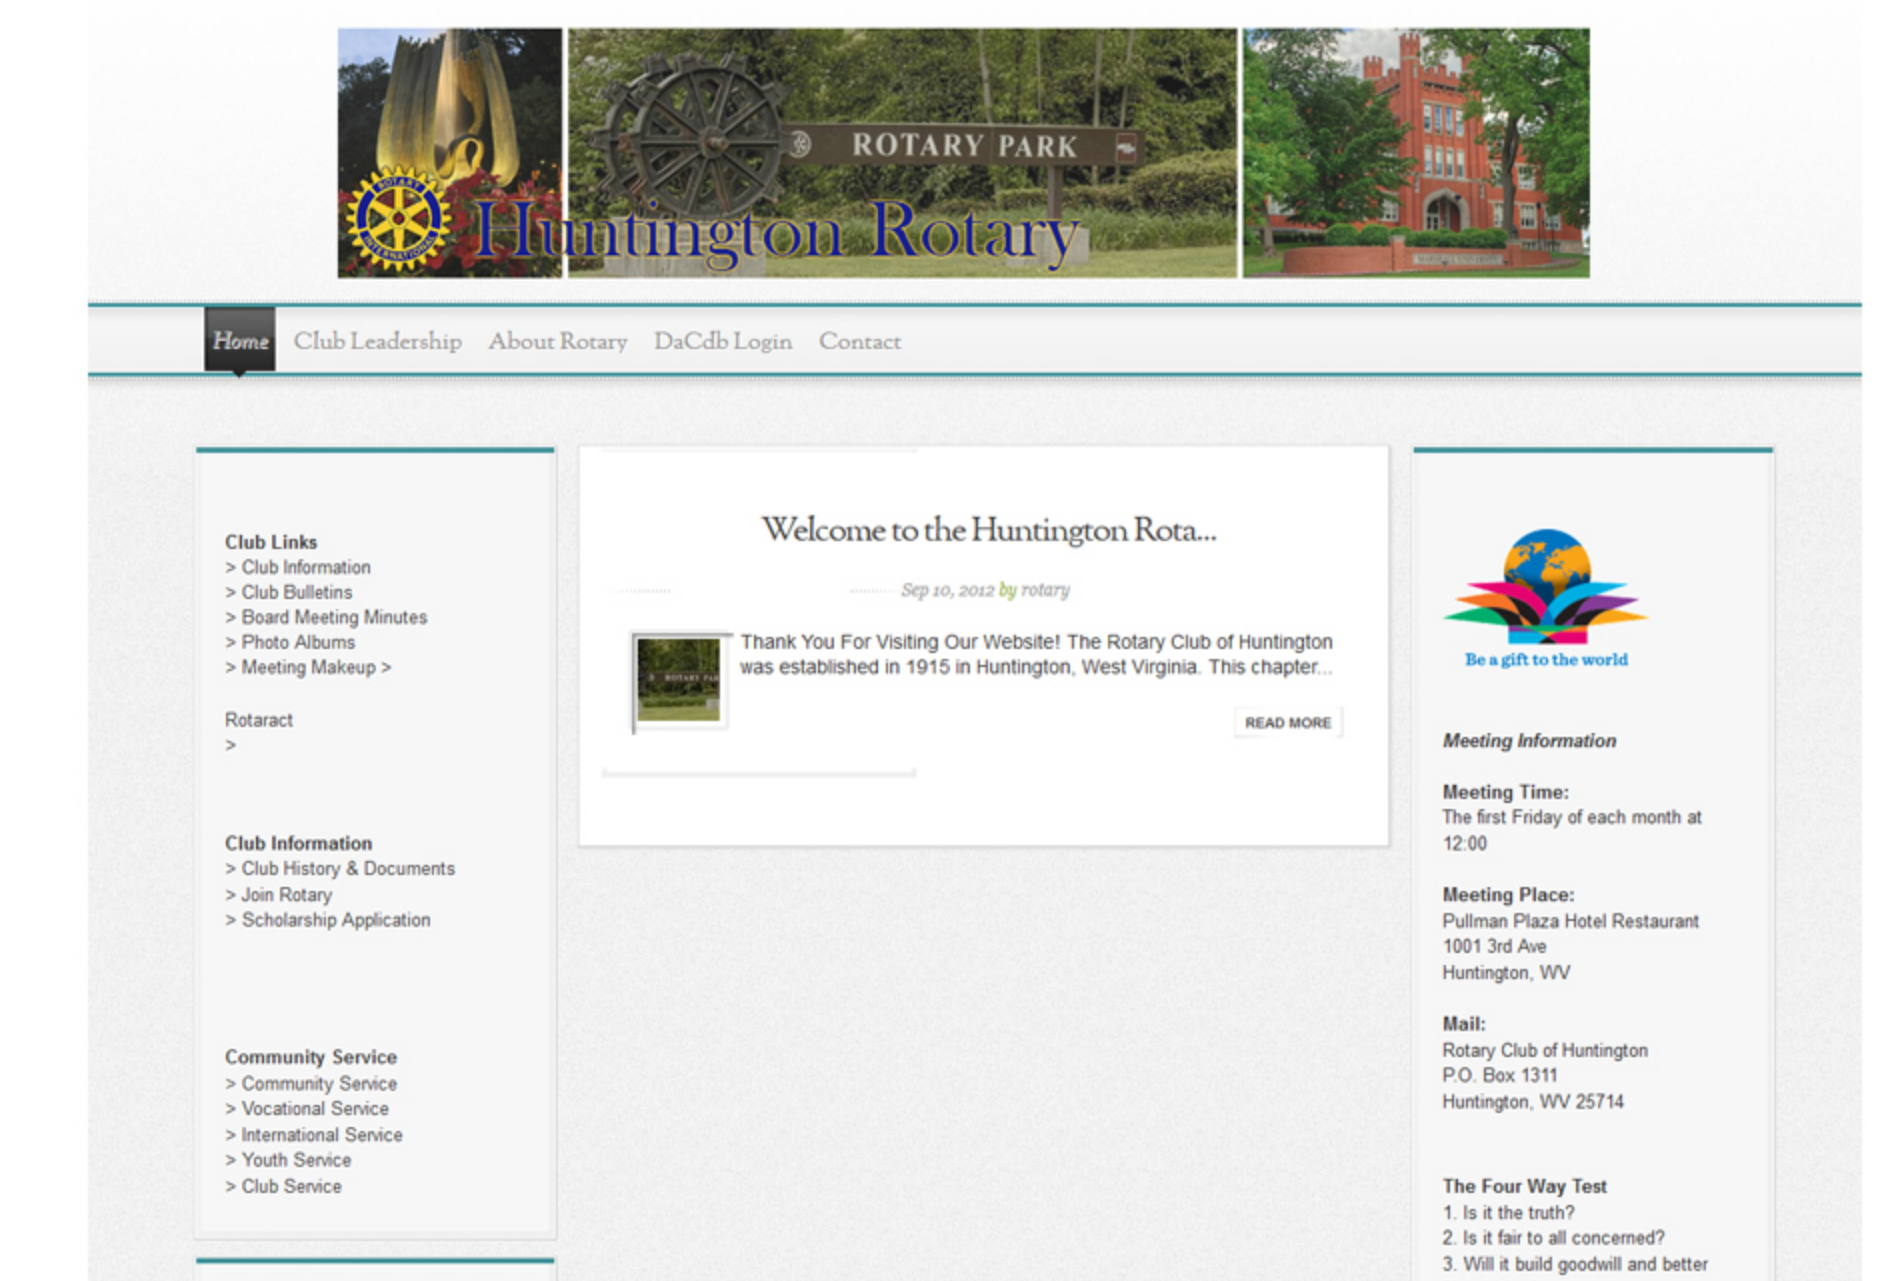 ROTARY PARK
ROTARY
INTERNATIONAL
Huntington Rotary
MARSHALL UNIVERSITY
Home
Club Leadership
About Rotary
DaCdb Login
Contact
Club Links
> Club Information
> Club Bulletins
> Board Meeting Minutes
> Photo Albums
> Meeting Makeup >
Rotaract
>
Club Information
> Club History & Documents
> Join Rotary
> Scholarship Application
Community Service
> Community Service
> Vocational Service
> International Service
> Youth Service
> Club Service
Welcome to the Huntington Rota...
Sep 10, 2012 by rotary
ROTARY PAR
Thank You For Visiting Our Website! The Rotary Club of Huntington
was established in 1915 in Huntington, West Virginia. This chapter...
READ MORE
Be a gift to the world
Meeting Information
Meeting Time:
The first Friday of each month at
12:00
Meeting Place:
Pullman Plaza Hotel Restaurant
1001 3rd Ave
Huntington, WV
Mail:
Rotary Club of Huntington
P.O. Box 1311
Huntington, WV 25714
The Four Way Test
1. Is it the truth?
2. Is it fair to all concerned?
3. Will it build goodwill and better